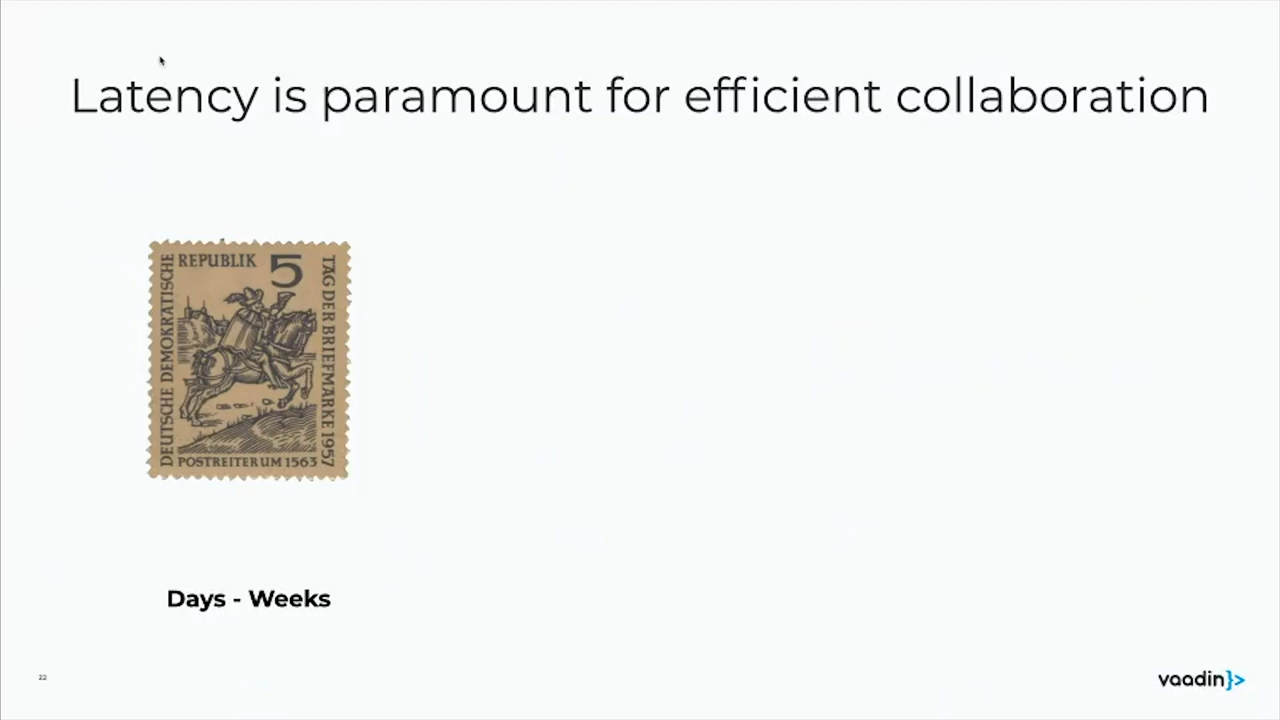 Latency is paramount for efficient collaboration
DEUTSCHE DEMOKRATISCHE
REPUBLIK 5
TAG DER BRIEFMARKE 1957
POSTREITER UM 1563
Days - Weeks
22
vaadin}>